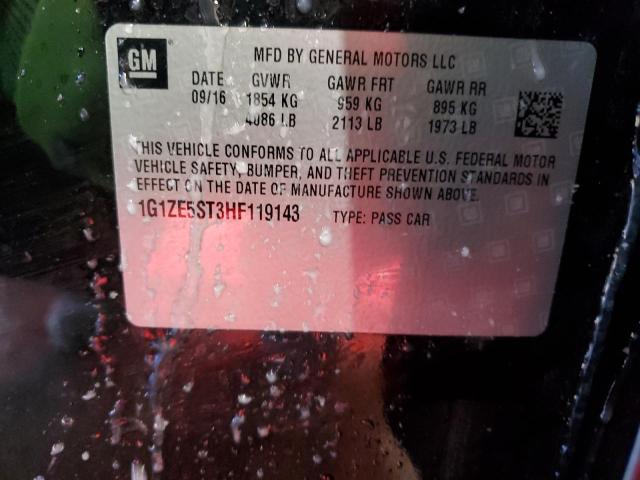 GM
MFD BY GENERAL MOTORS LLC
DATE GVWR GAWR FRT GAWR RR
09/16 1854 KG 959 KG 895 KG
4086 LB 2113 LB 1973 LB
THIS VEHICLE CONFORMS TO ALL APPLICABLE U.S. FEDERAL MOTOR
VEHICLE SAFETY, BUMPER, AND THEFT PREVENTION STANDARDS IN
EFFECT ON THE DATE OF MANUFACTURE SHOWN ABOVE.
1G1ZE5ST3HF119143 TYPE: PASS CAR